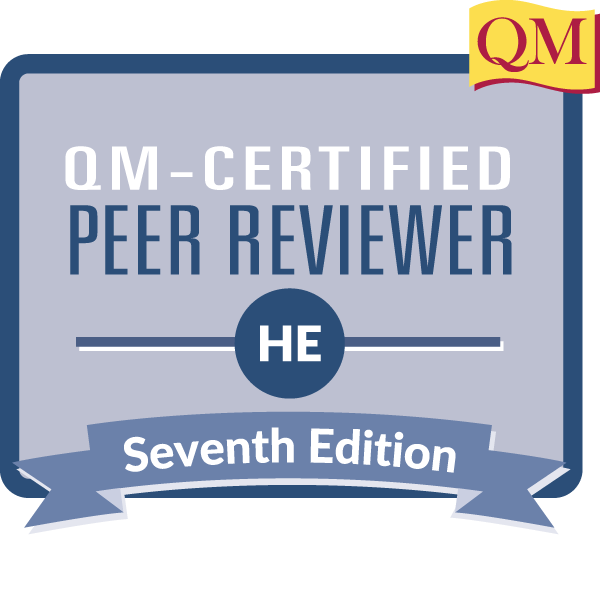 QM
QM-CERTIFIED
PEER REVIEWER
HE
Seventh Edition